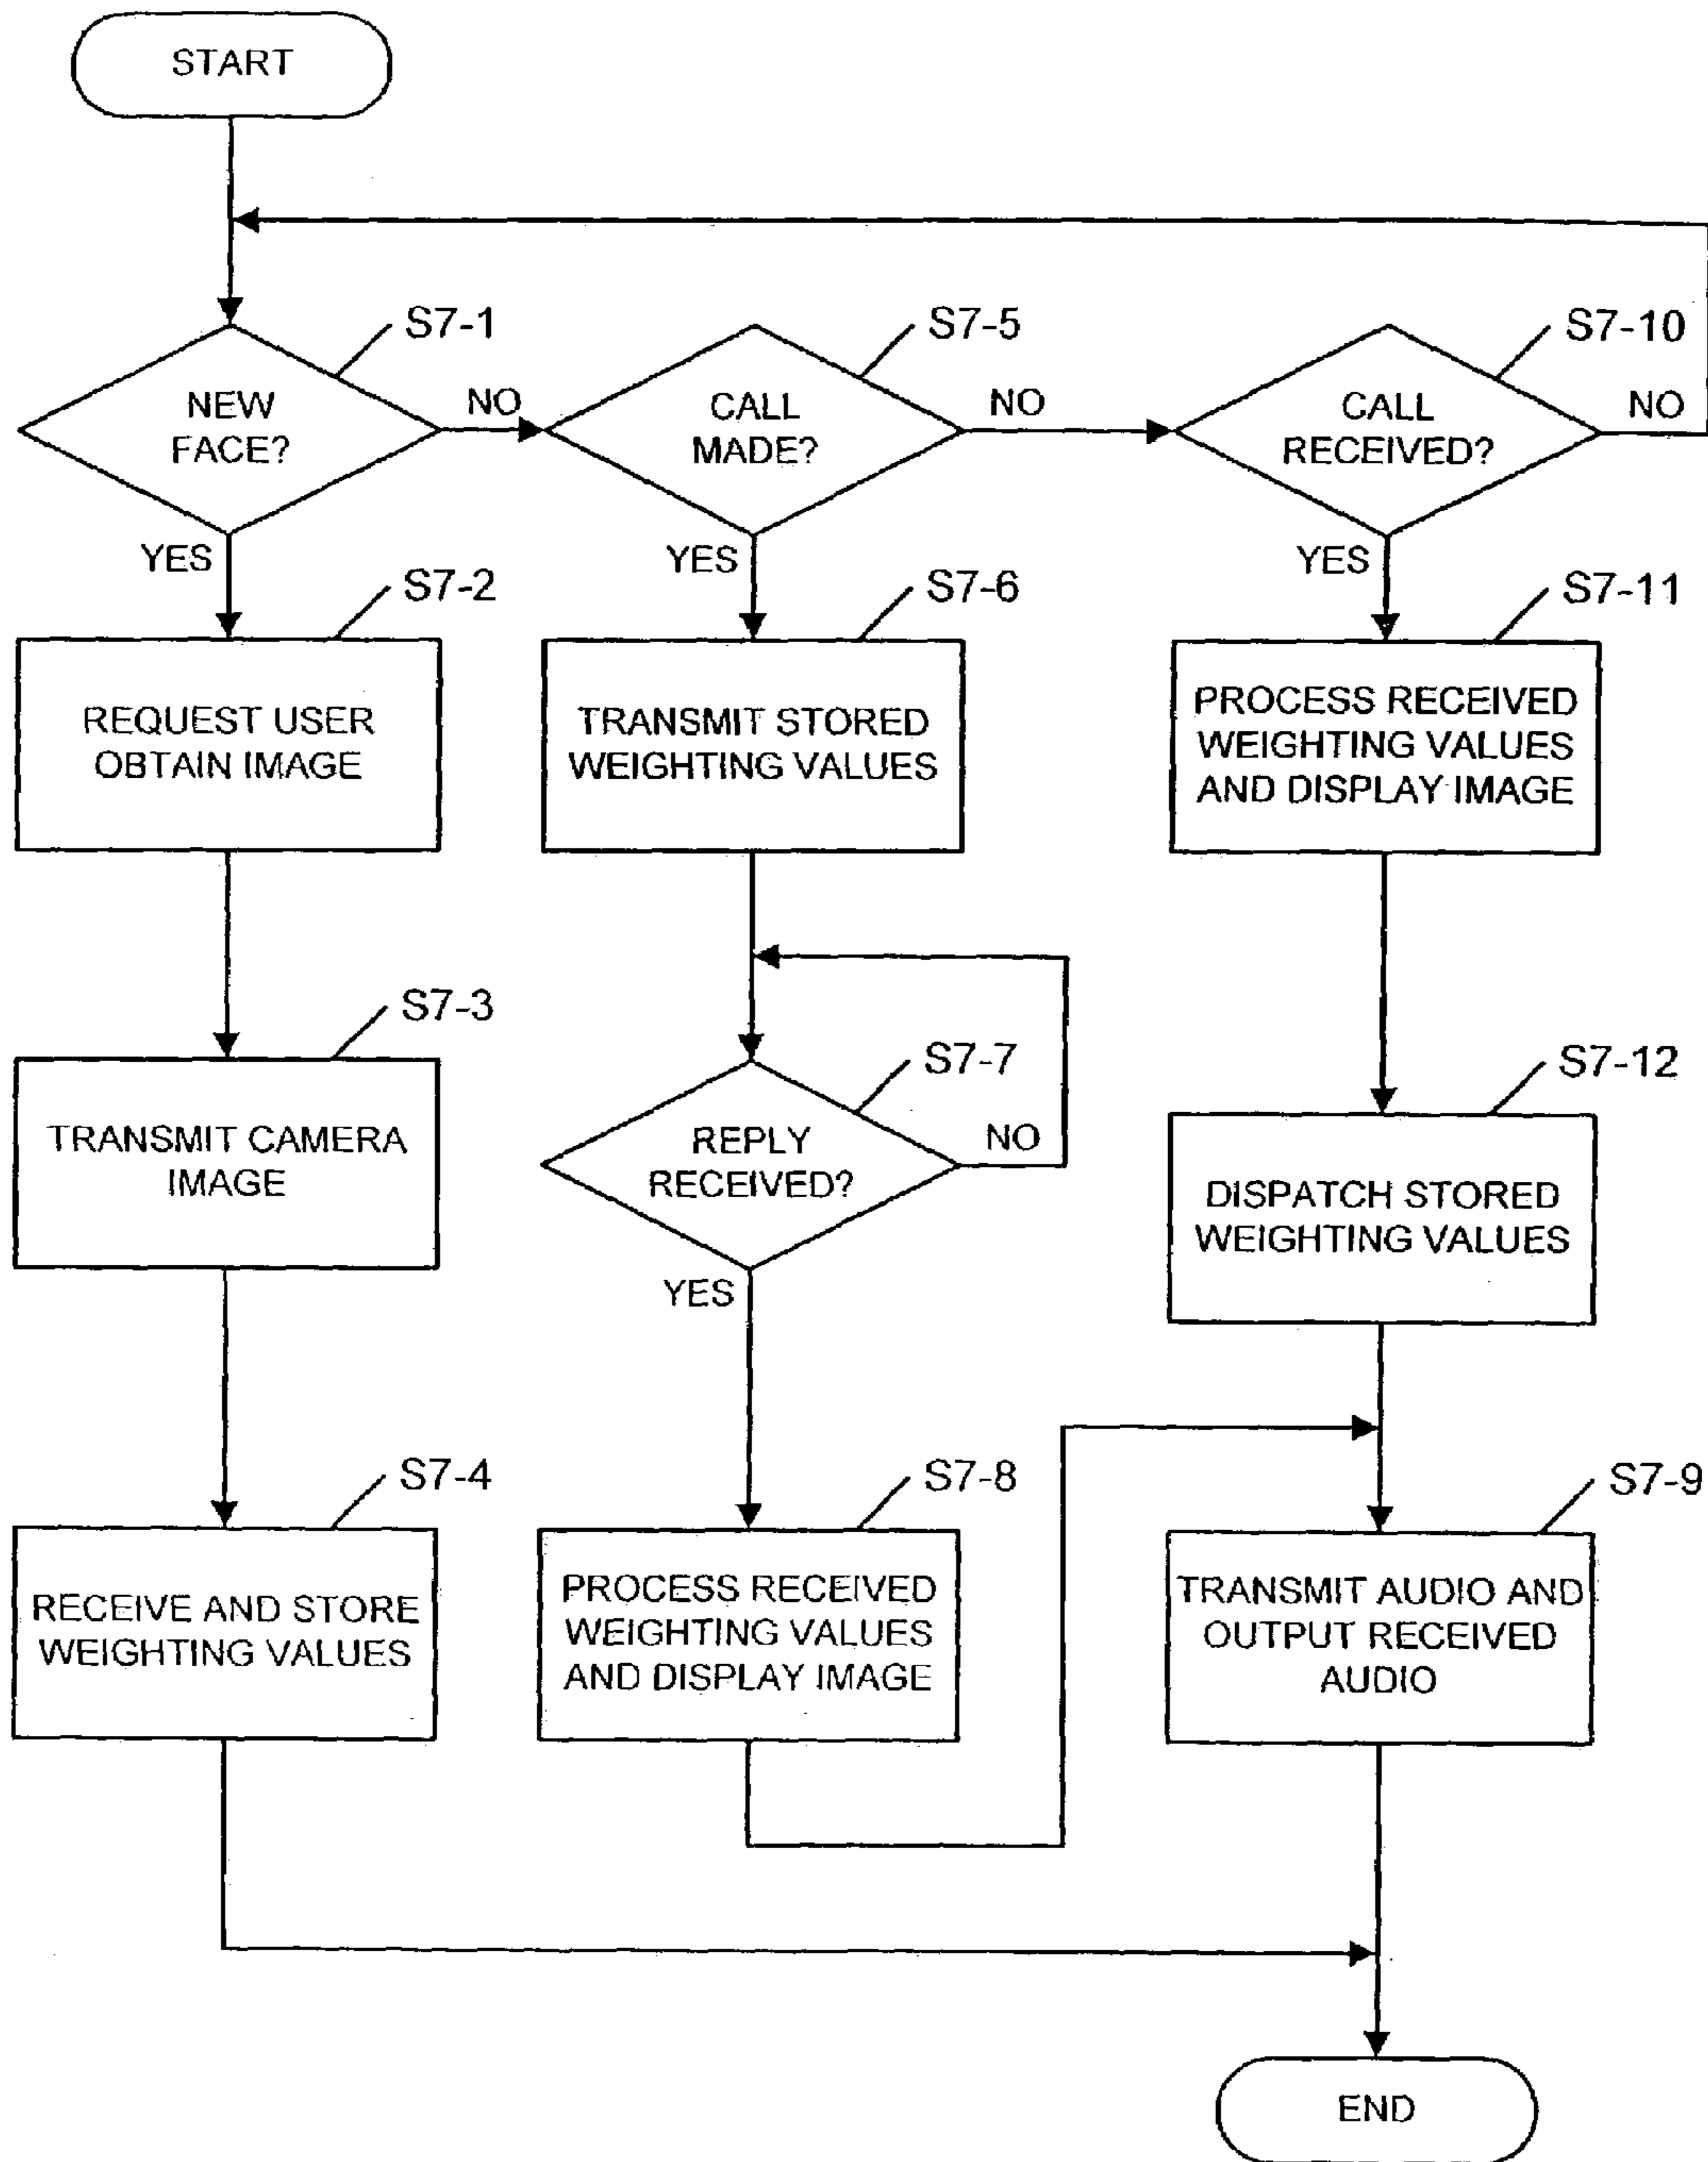 START
S7-1
S7-5
S7-10
NEW
FACE?
NO
CALL
MADE?
NO
CALL
RECEIVED?
NO
YES
YES
YES
S7-2
S7-6
S7-11
REQUEST USER
OBTAIN IMAGE
TRANSMIT STORED
WEIGHTING VALUES
PROCESS RECEIVED
WEIGHTING VALUES
AND DISPLAY IMAGE
S7-3
S7-7
S7-12
TRANSMIT CAMERA
IMAGE
REPLY
RECEIVED?
NO
YES
DISPATCH STORED
WEIGHTING VALUES
S7-4
S7-8
S7-9
RECEIVE AND STORE
WEIGHTING VALUES
PROCESS RECEIVED
WEIGHTING VALUES
AND DISPLAY IMAGE
TRANSMIT AUDIO AND
OUTPUT RECEIVED
AUDIO
END